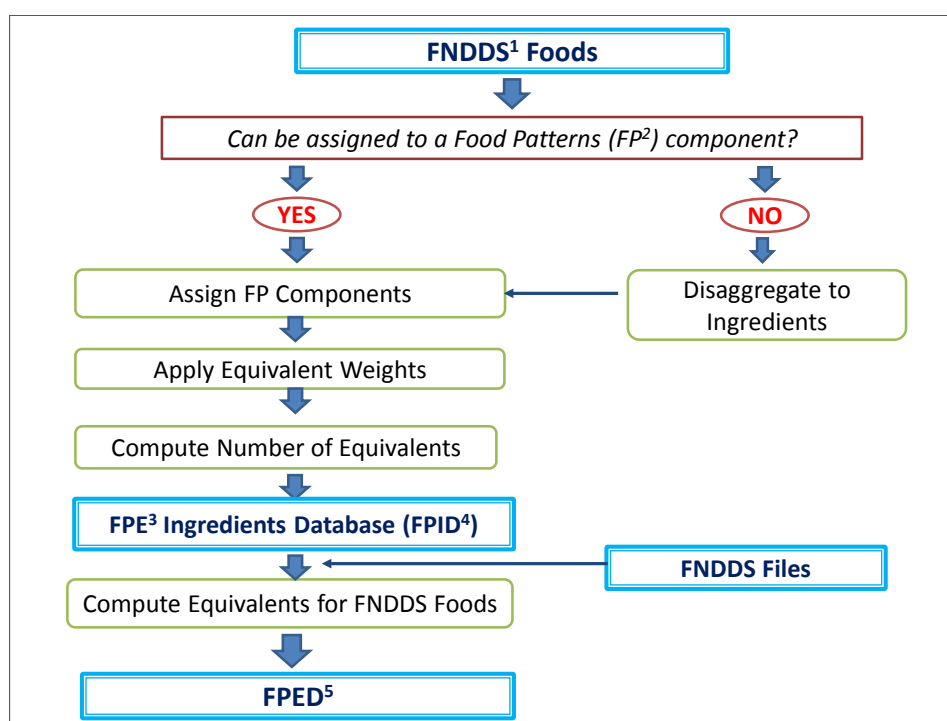 FNDDS¹ Foods
Can be assigned to a Food Patterns (FP²) component?
YES
NO
Assign FP Components
Disaggregate to
Ingredients
Apply Equivalent Weights
Compute Number of Equivalents
FPE³ Ingredients Database (FPID⁴)
FNDDS Files
Compute Equivalents for FNDDS Foods
FPED⁵